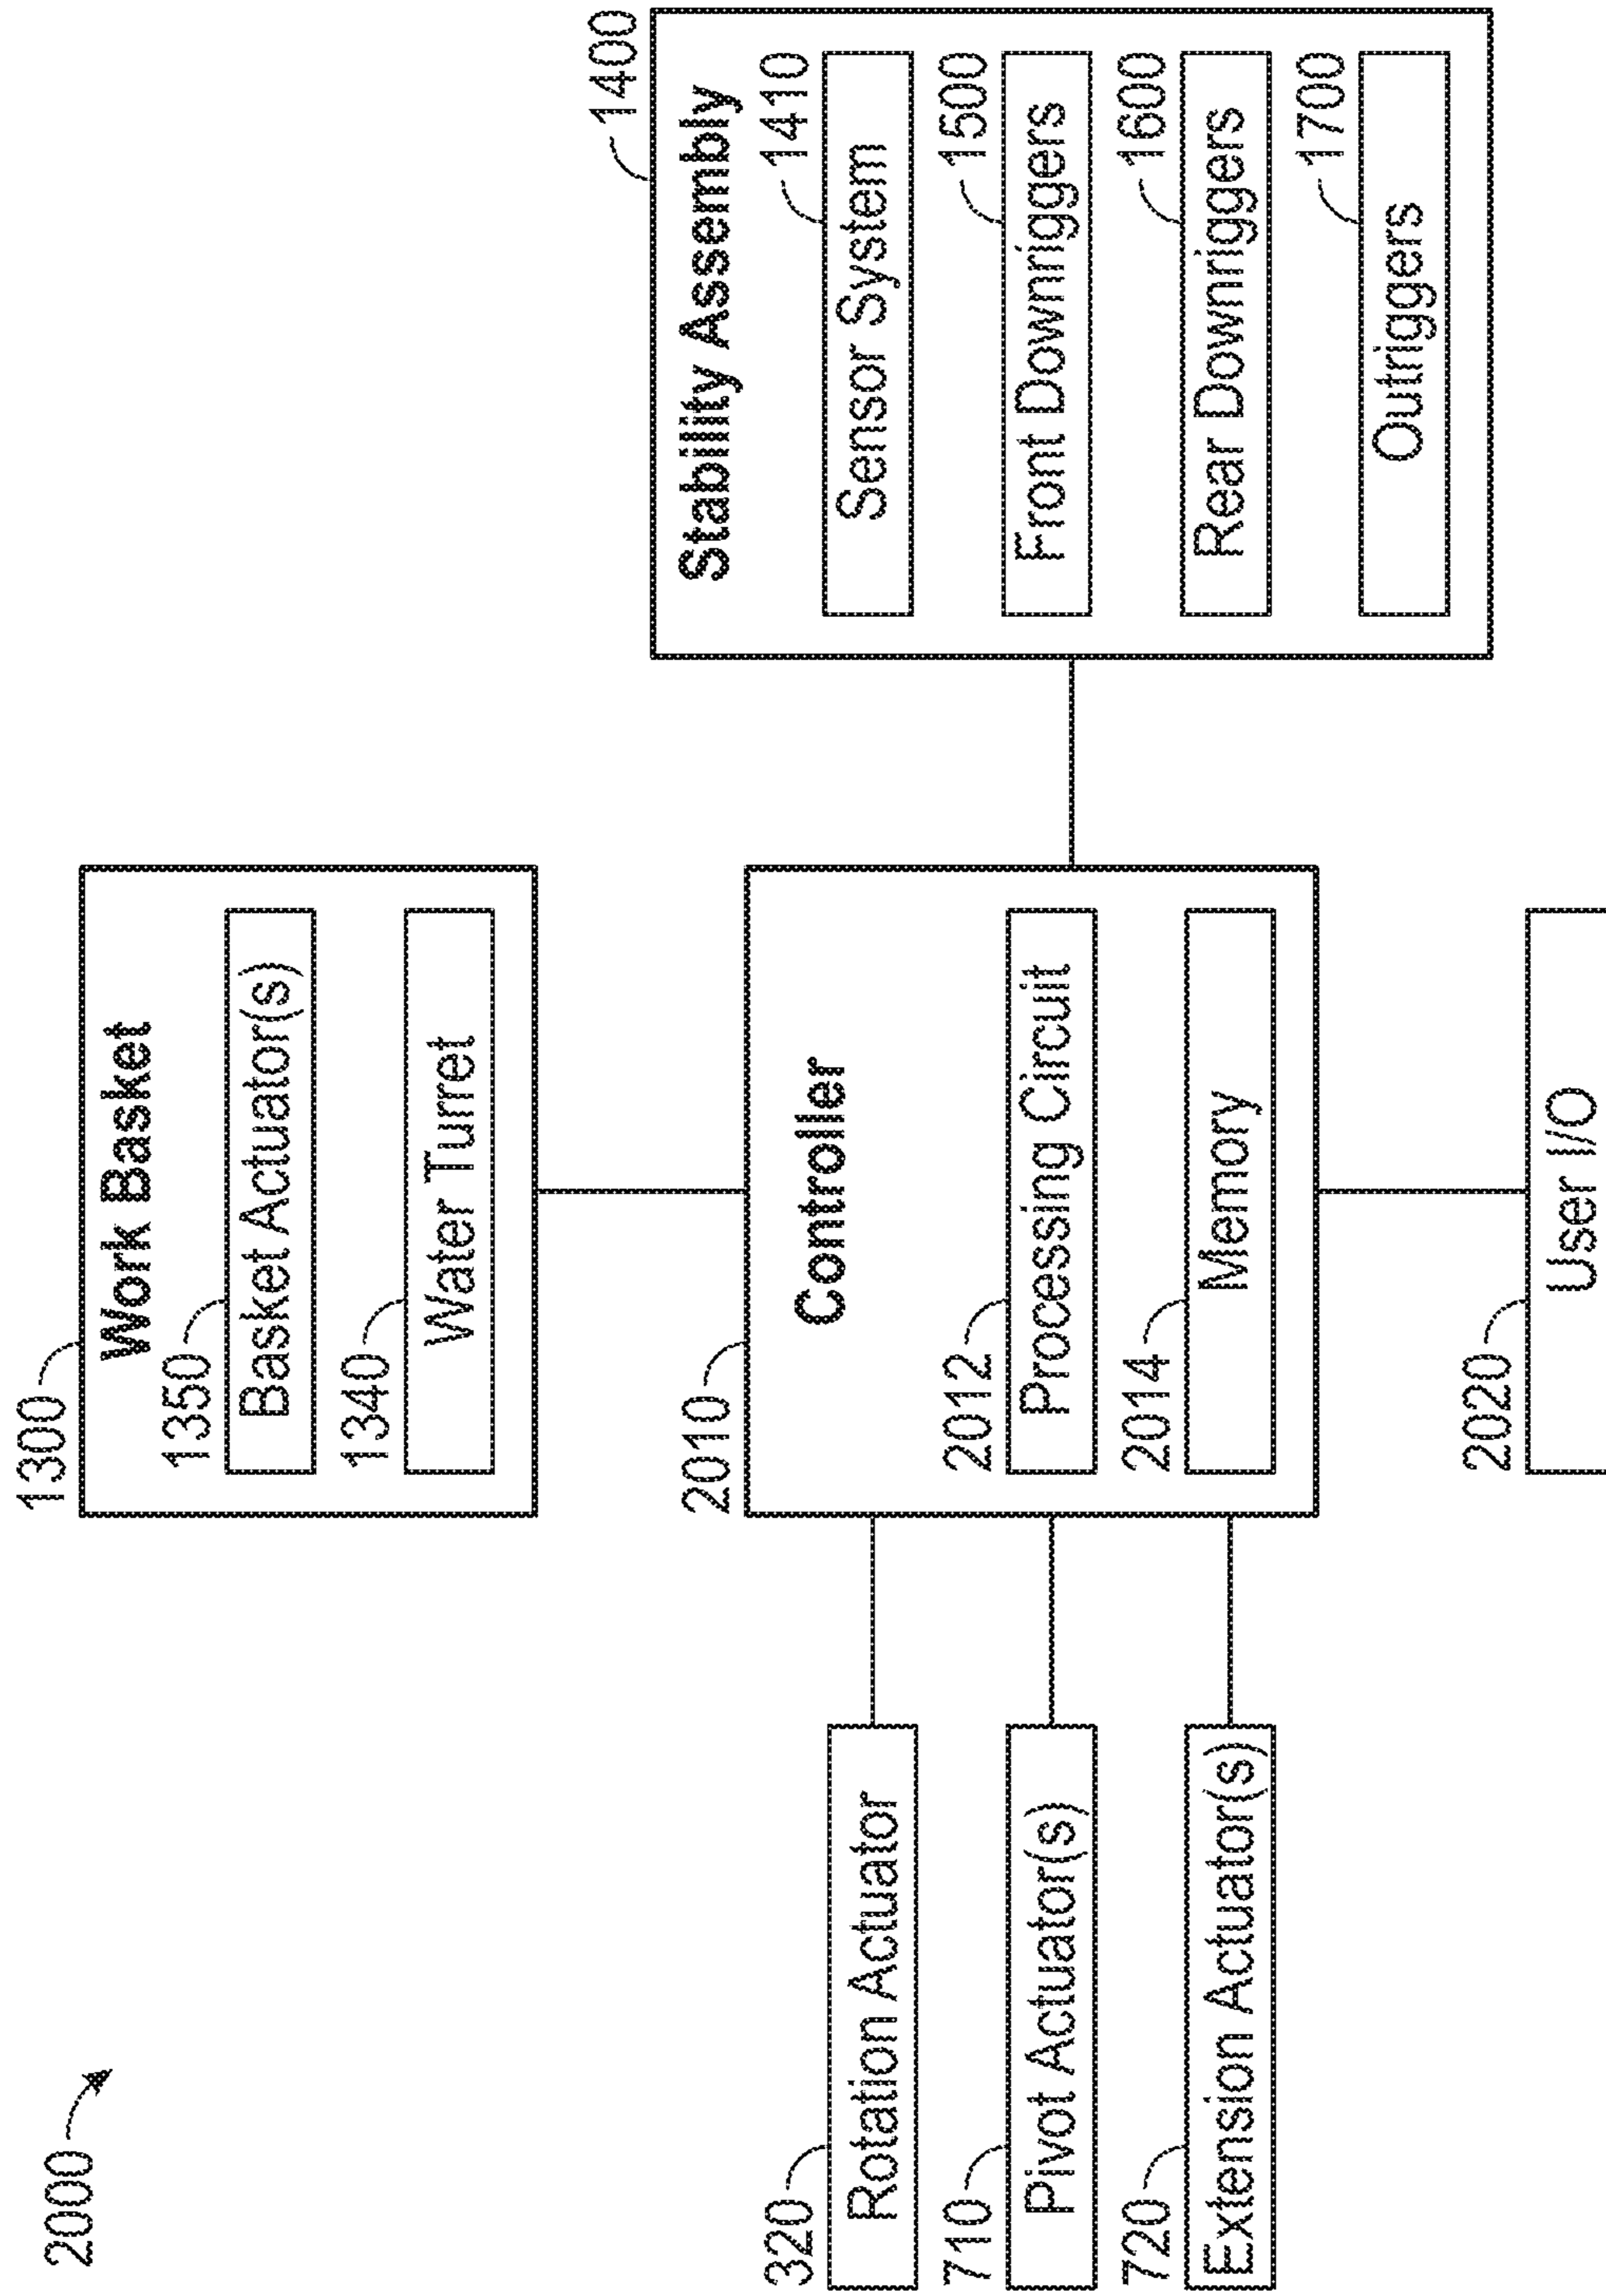 2000
1300
Work Basket
1350
Basket Actuator(s)
1340
Water Turret
320
Rotation Actuator
710
Pivot Actuator(s)
720
Extension Actuator(s)
2010
Controller
2012
Processing Circuit
2014
Memory
1400
Stability Assembly
1410
Sensor System
1500
Front Downriggers
1600
Rear Downriggers
1700
Outriggers
2020
User I/O